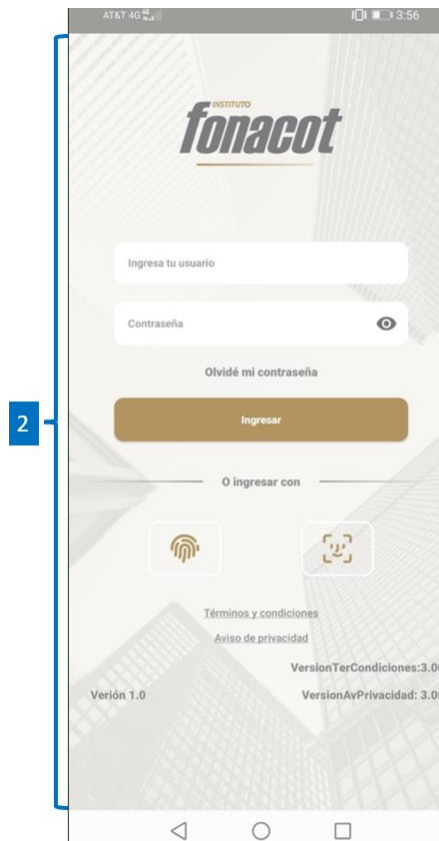 AT&T 4G 3:56
INSTITUTO
fonacot
Ingresa tu usuario
Contraseña
Olvidé mi contraseña
2
Ingresar
O ingresar con
Términos y condiciones
Aviso de privacidad
VersionTerCondiciones:3.0
Verión 1.0 VersionAvPrivacidad: 3.0